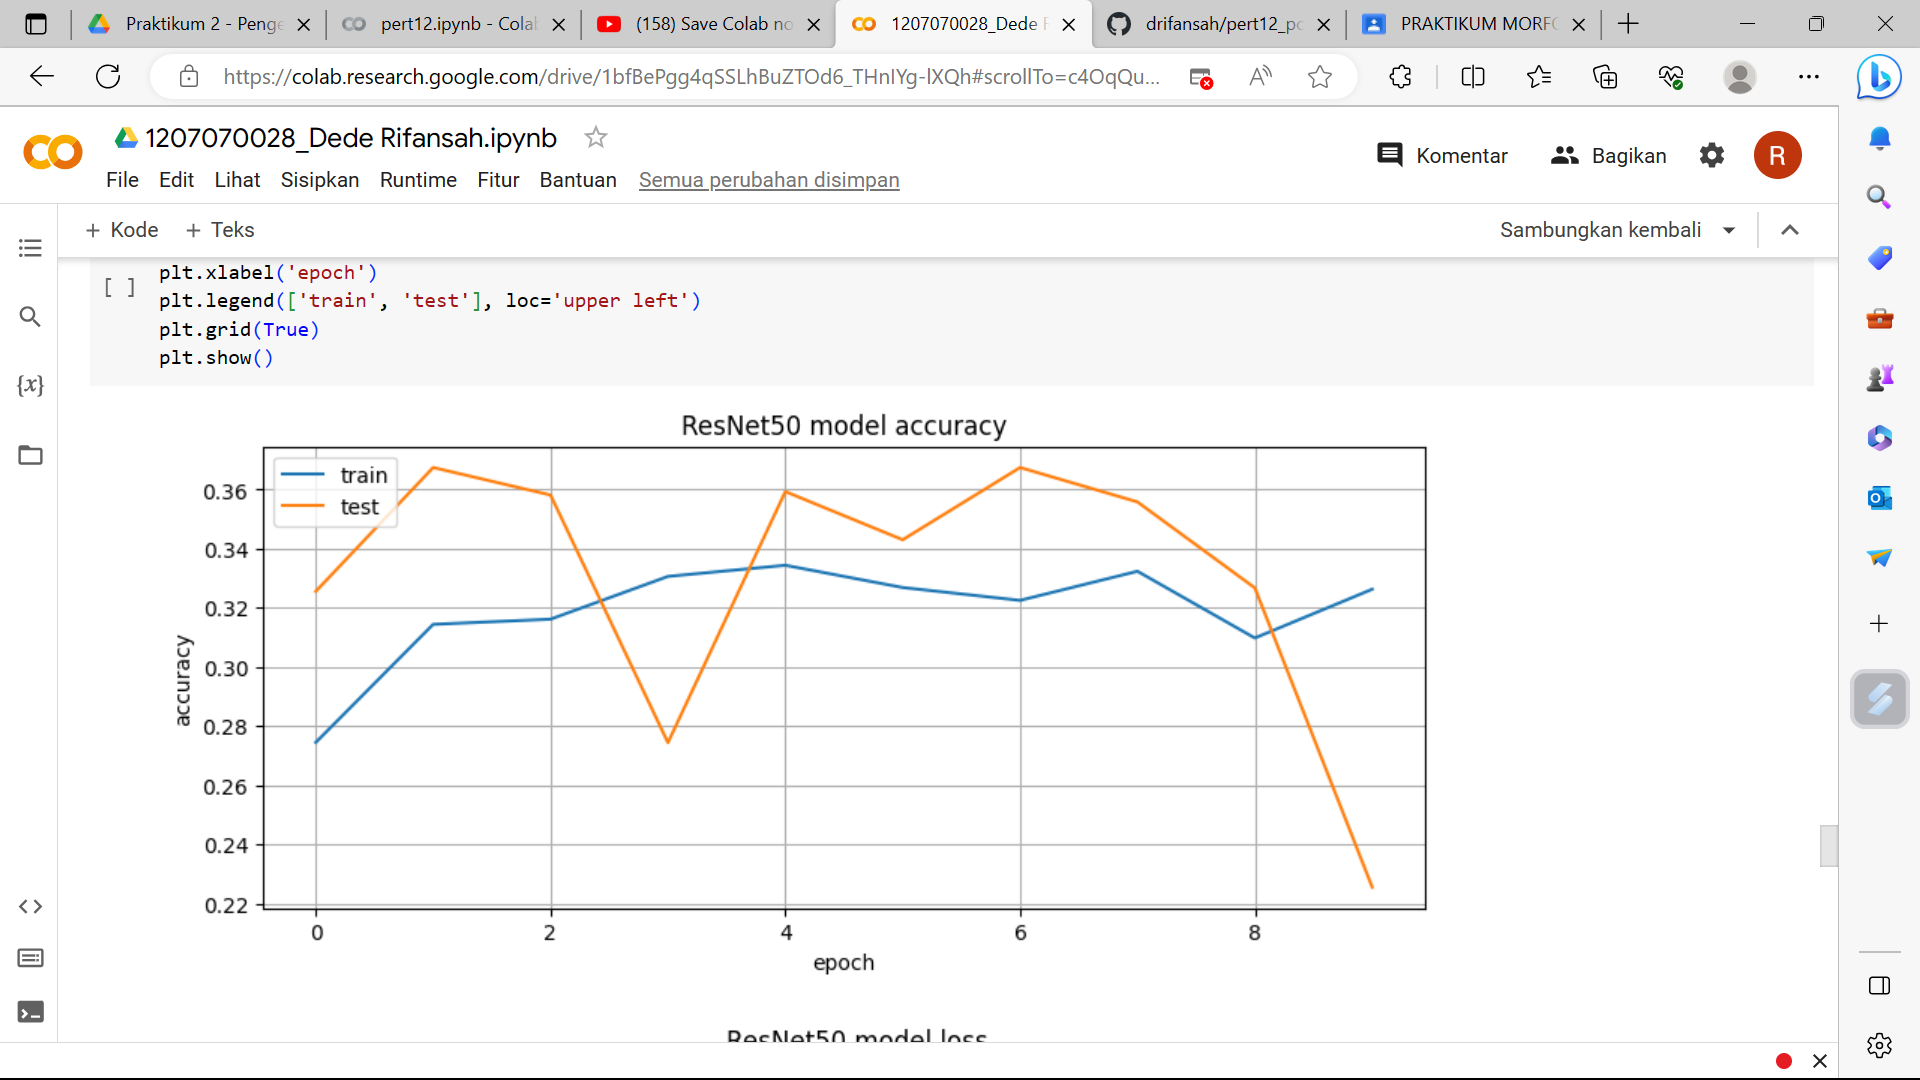 Praktikum 2 - Penge
pert12.ipynb - Cola
(158) Save Colab no
1207070028_Dede R
drifansah/pert12_pc
PRAKTIKUM MORFO
https://colab.research.google.com/drive/1bfBePgg4qSSLhBuZTOd6_THnIYg-lXQh#scrollTo=c4OqQu...
1207070028_Dede Rifansah.ipynb
Komentar
Bagikan
R
File Edit Lihat Sisipkan Runtime Fitur Bantuan Semua perubahan disimpan
+ Kode + Teks
Sambungkan kembali
{x}
[ ]
plt.xlabel('epoch')
plt.legend(['train', 'test'], loc='upper left')
plt.grid(True)
plt.show()
ResNet50 model accuracy
train
test
0.36
0.34
0.32
0.30
0.28
0.26
0.24
0.22
accuracy
0 2 4 6 8
epoch
ResNet50 model loss